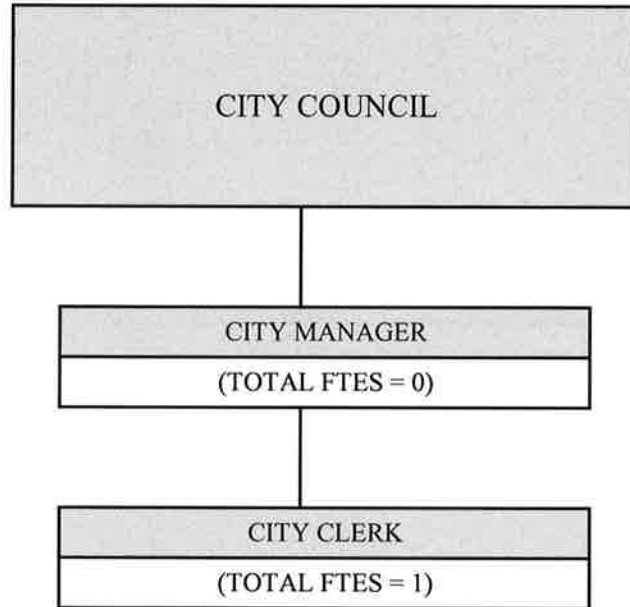 CITY COUNCIL
CITY MANAGER
(TOTAL FTES = 0)
CITY CLERK
(TOTAL FTES = 1)